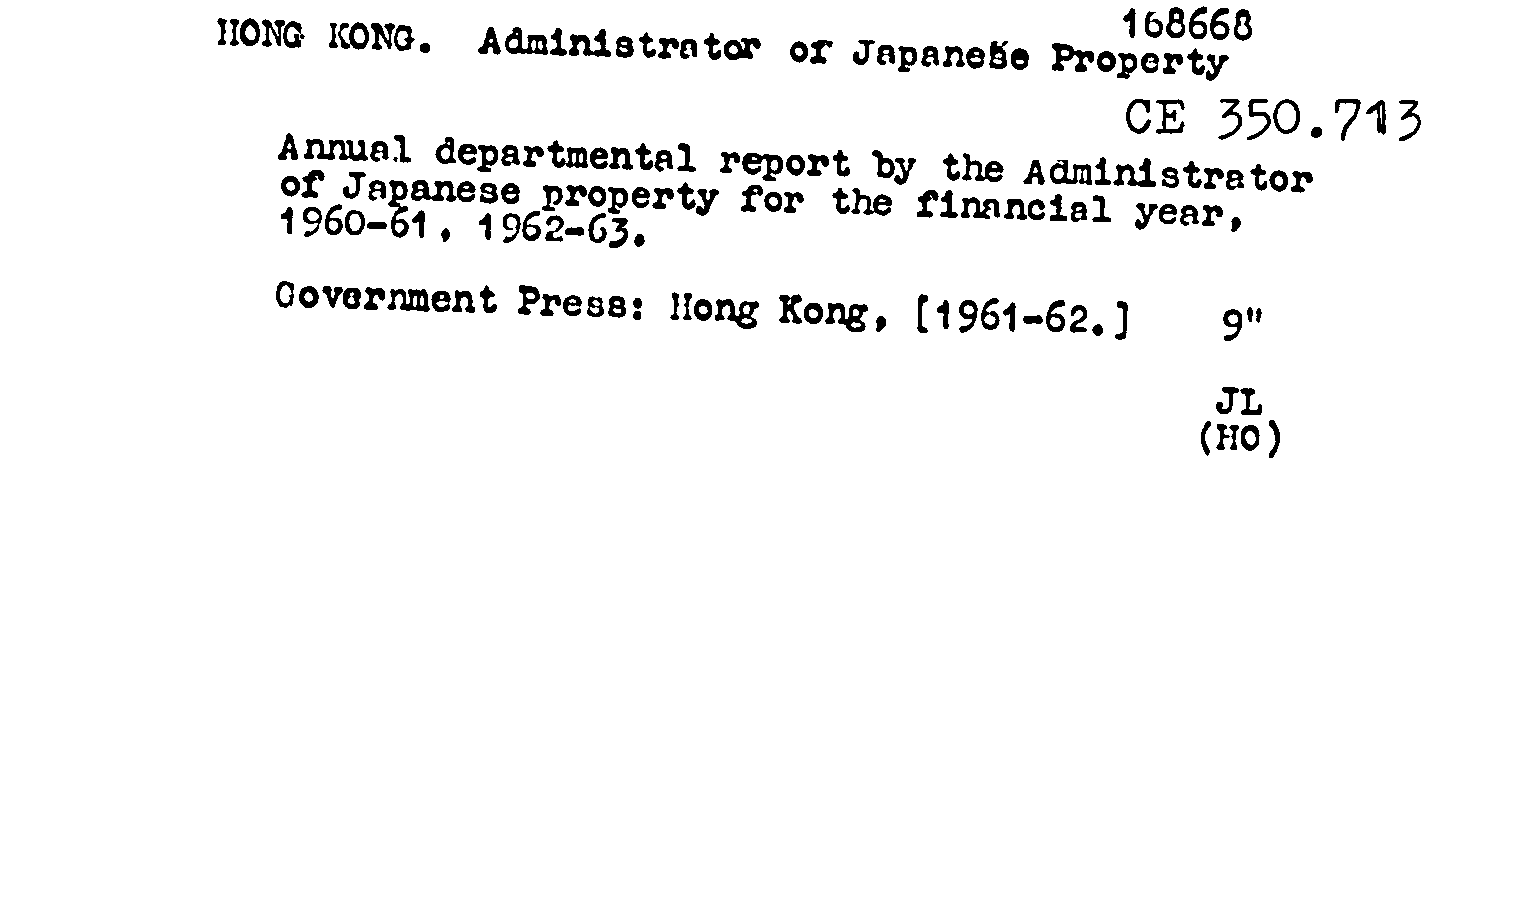 168668
HONG KONG. Administrator of Japanese Property
CE 350.713
Annual departmental report by the Administrator
of Japanese property for the financial year,
1960-61, 1962-63.
Government Press: Hong Kong, [1961-62.] 9"
JL
(HO)